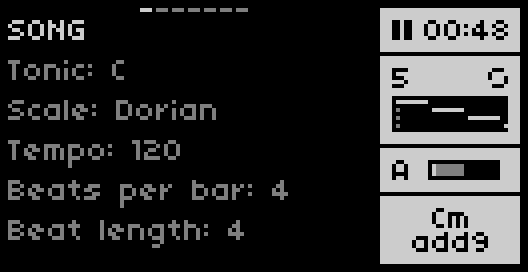 SONG
Tonic: C
Scale: Dorian
Tempo: 120
Beats per bar: 4
Beat length: 4
00:48
S
A
Cm
add9